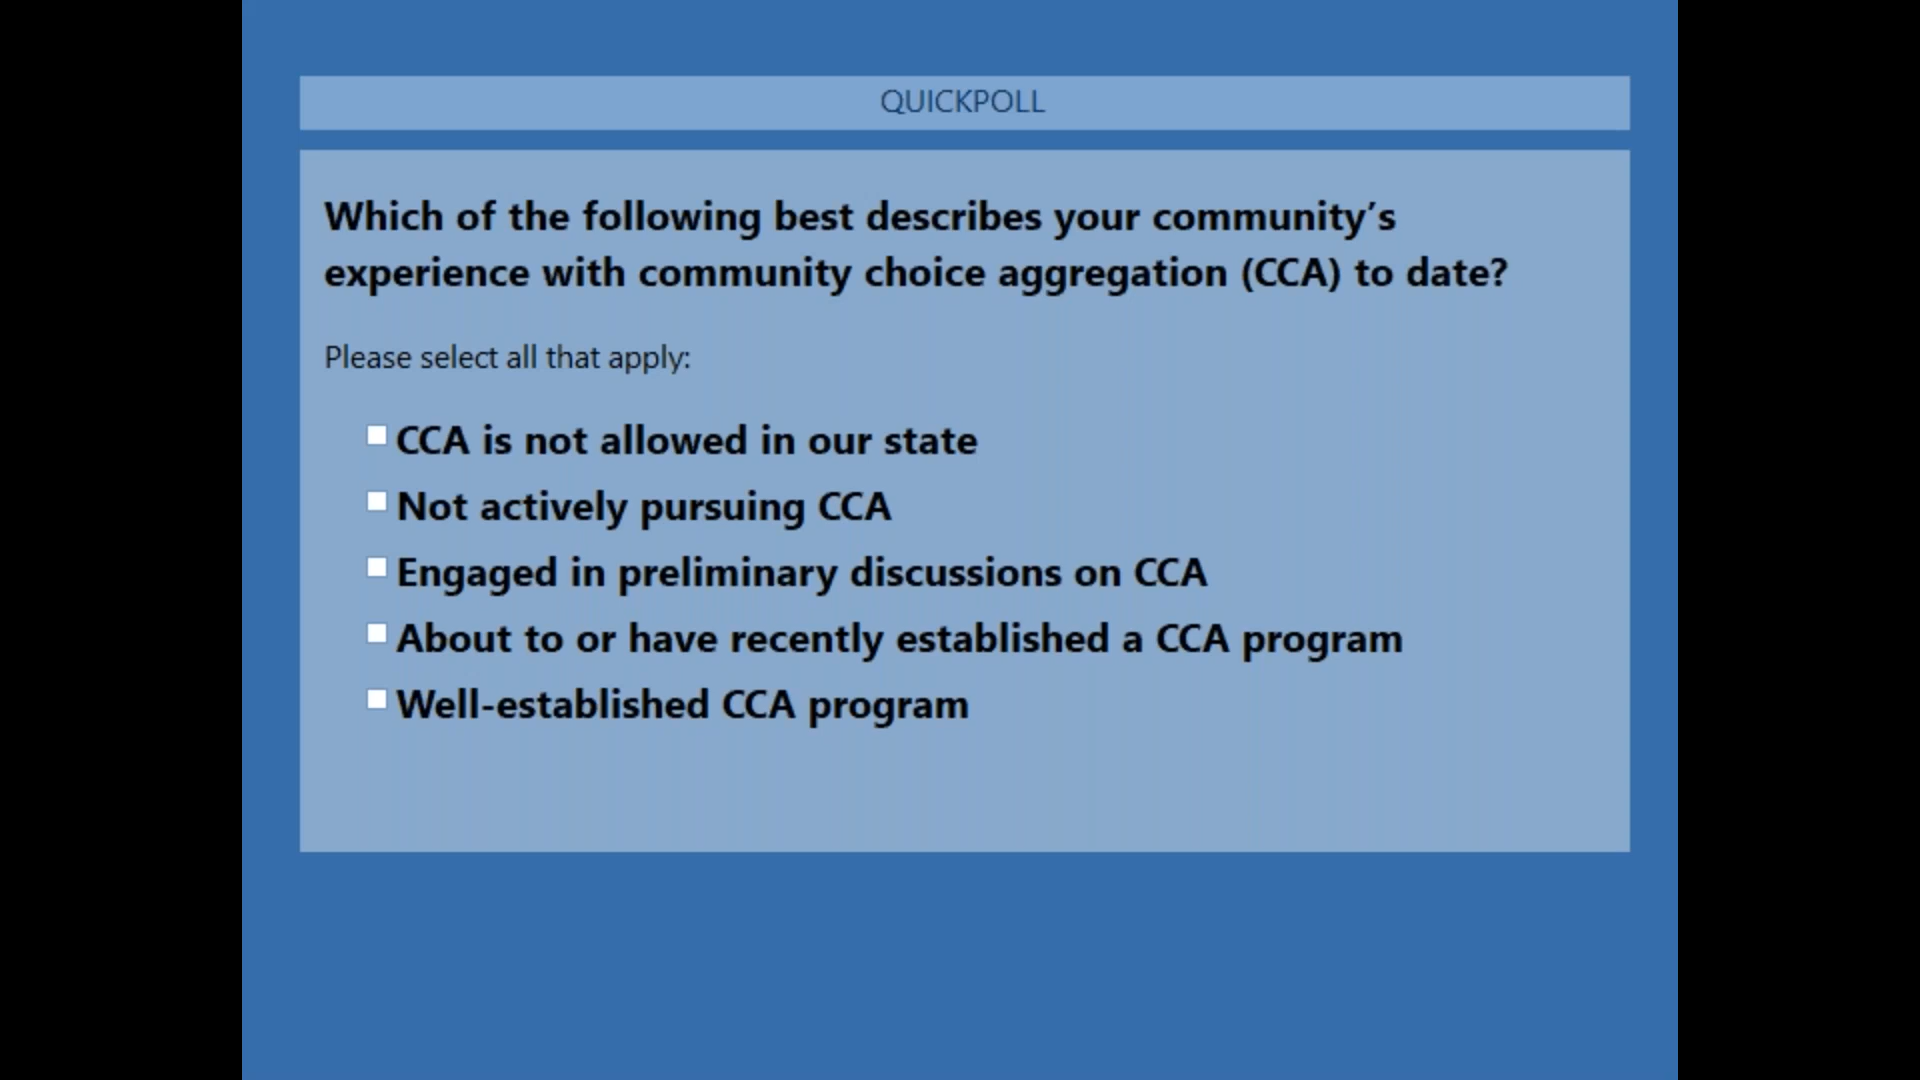 QUICKPOLL
Which of the following best describes your community’s
experience with community choice aggregation (CCA) to date?
Please select all that apply:
CCA is not allowed in our state
Not actively pursuing CCA
Engaged in preliminary discussions on CCA
About to or have recently established a CCA program
Well-established CCA program